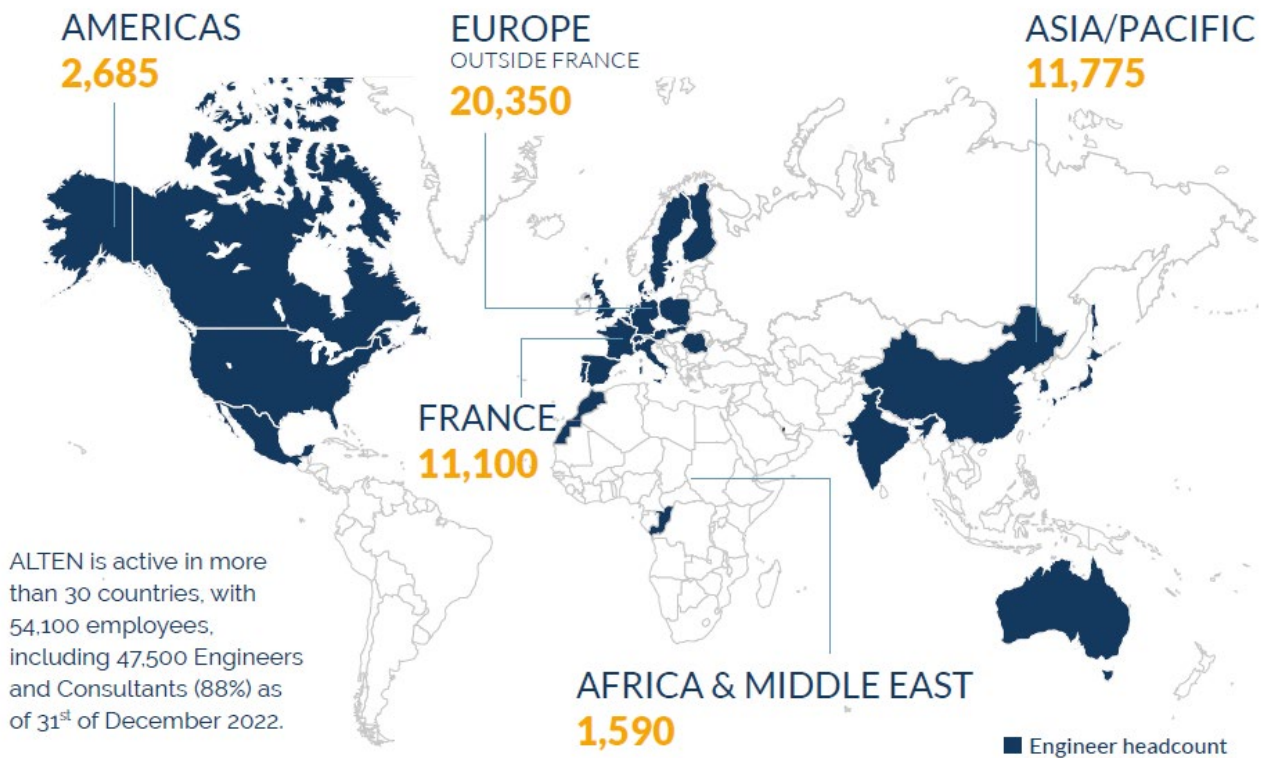 AMERICAS
2,685
EUROPE
OUTSIDE FRANCE
20,350
ASIA/PACIFIC
11,775
FRANCE
11,100
ALTEN is active in more
than 30 countries, with
54,100 employees,
including 47,500 Engineers
and Consultants (88%) as
of 31st of December 2022.
AFRICA & MIDDLE EAST
1,590
Engineer headcount